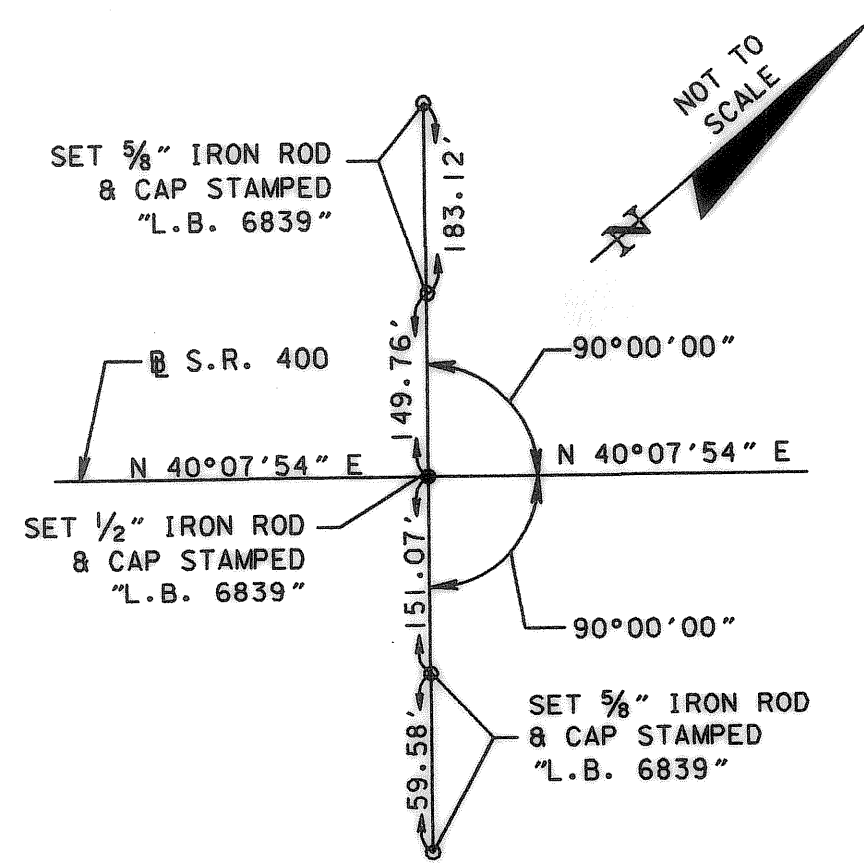 NOT TO
SCALE
N
SET 5/8" IRON ROD
& CAP STAMPED
"L.B. 6839"
183.12'
149.76'
90°00'00"
℄ S.R. 400
N 40°07'54" E
N 40°07'54" E
SET 1/2" IRON ROD
& CAP STAMPED
"L.B. 6839"
151.07'
90°00'00"
59.58'
SET 5/8" IRON ROD
& CAP STAMPED
"L.B. 6839"